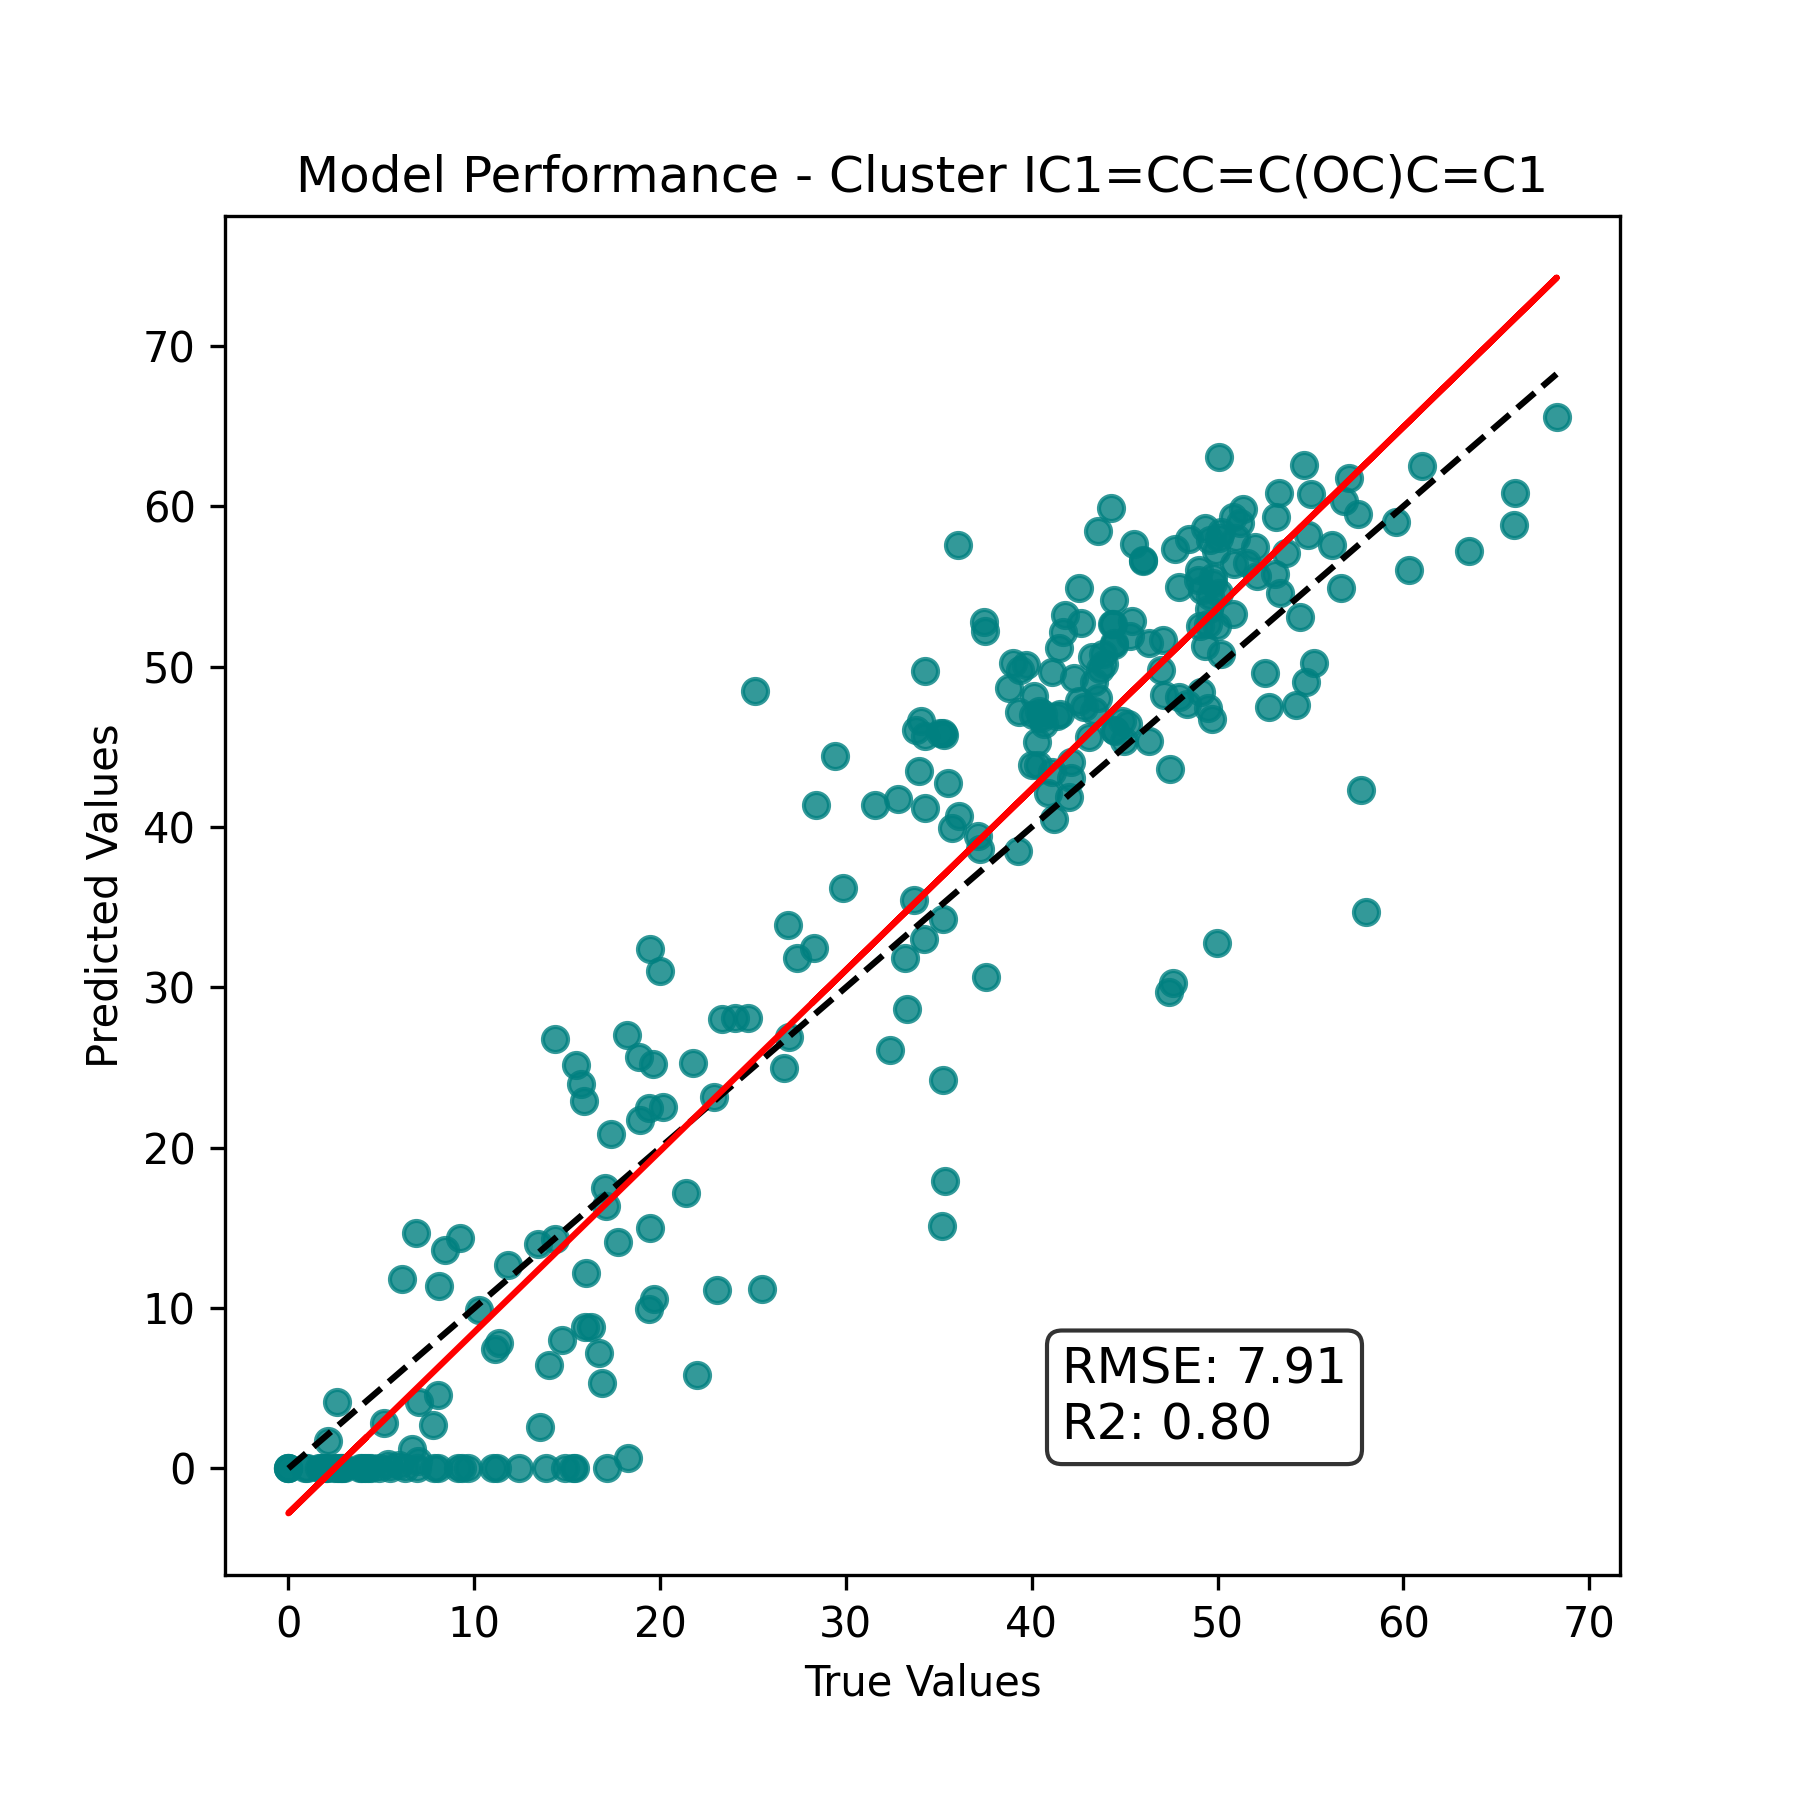 Model Performance - Cluster IC1=CC=C(OC)C=C1
Predicted Values
70
60
50
40
30
20
10
0
RMSE: 7.91
R2: 0.80
0 10 20 30 40 50 60 70
True Values